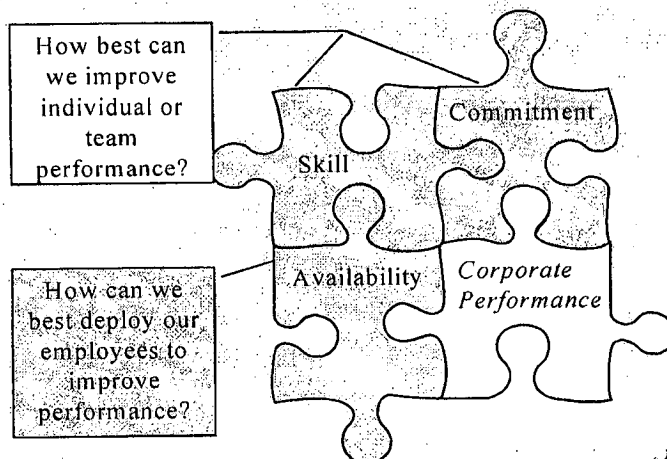 How best can
we improve
individual or
team
performance?
Commitment
Skill
Availability
Corporate
Performance
How can we
best deploy our
employees to
improve
performance?